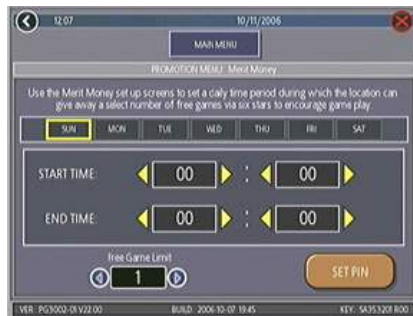 12:07 10/11/2006
MAIN MENU
PROMOTION MENU: Merit Money
Use the Merit Money set up screens to set a daily time period during which the location can
give away a select number of free games via six stars to encourage game play.
SUN MON TUE WED THU FRI SAT
START TIME: 00 : 00
END TIME: 00 : 00
Free Game Limit
1
SET PIN
VER: PG3002-01 V22.00 BUILD: 2006-10-07 19:45 KEY: SA353201 R00